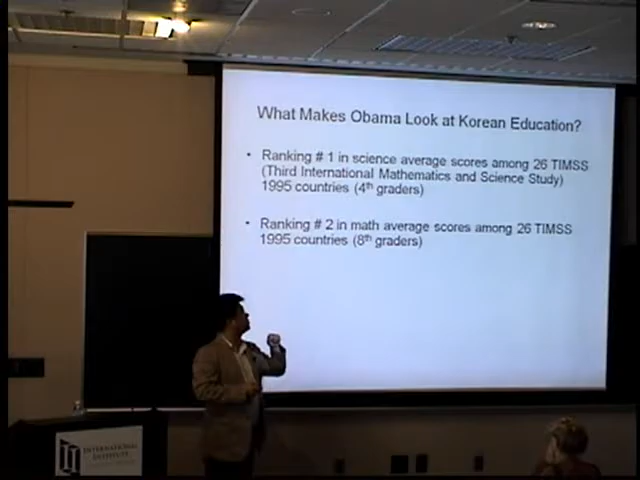 What Makes Obama Look at Korean Education?
• Ranking # 1 in science average scores among 26 TIMSS
(Third International Mathematics and Science Study)
1995 countries (4th graders)
• Ranking # 2 in math average scores among 26 TIMSS
1995 countries (8th graders)
INTERNATIONAL
INSTITUTE